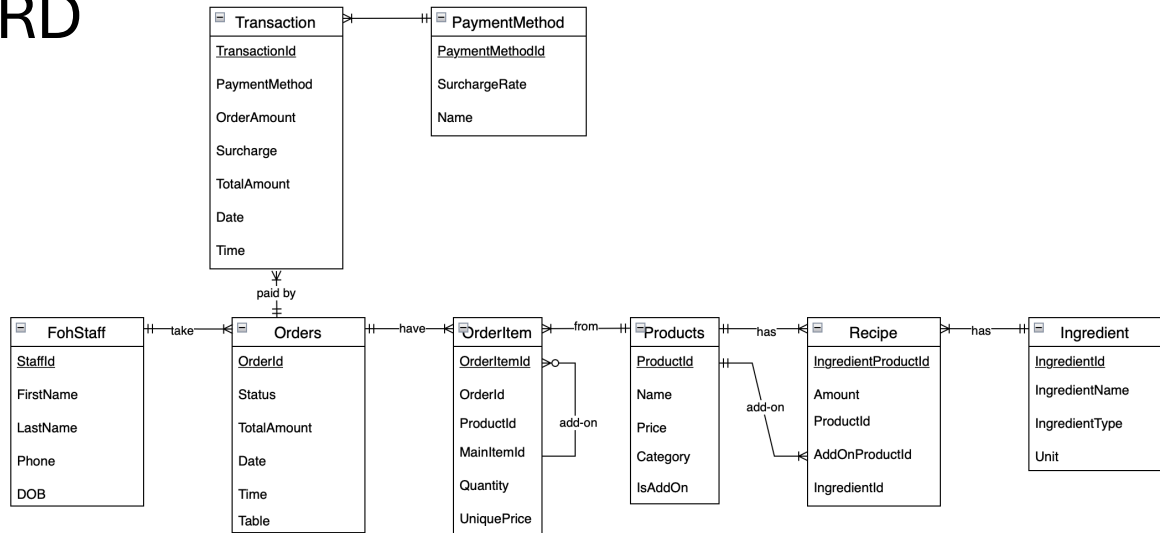 RD
Transaction
TransactionId
PaymentMethod
OrderAmount
Surcharge
TotalAmount
Date
Time
PaymentMethod
PaymentMethodId
SurchargeRate
Name
paid by
FohStaff
StaffId
FirstName
LastName
Phone
DOB
take
Orders
OrderId
Status
TotalAmount
Date
Time
Table
have
OrderItem
OrderItemId
OrderId
ProductId
MainItemId
Quantity
UniquePrice
add-on
from
Products
ProductId
Name
Price
Category
IsAddOn
has
add-on
Recipe
IngredientProductId
Amount
ProductId
AddOnProductId
IngredientId
has
Ingredient
IngredientId
IngredientName
IngredientType
Unit